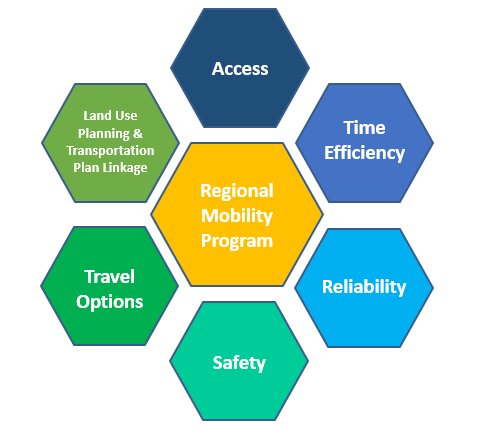 Access
Land Use
Planning &
Transportation
Plan Linkage
Time
Efficiency
Regional
Mobility
Program
Travel
Options
Reliability
Safety